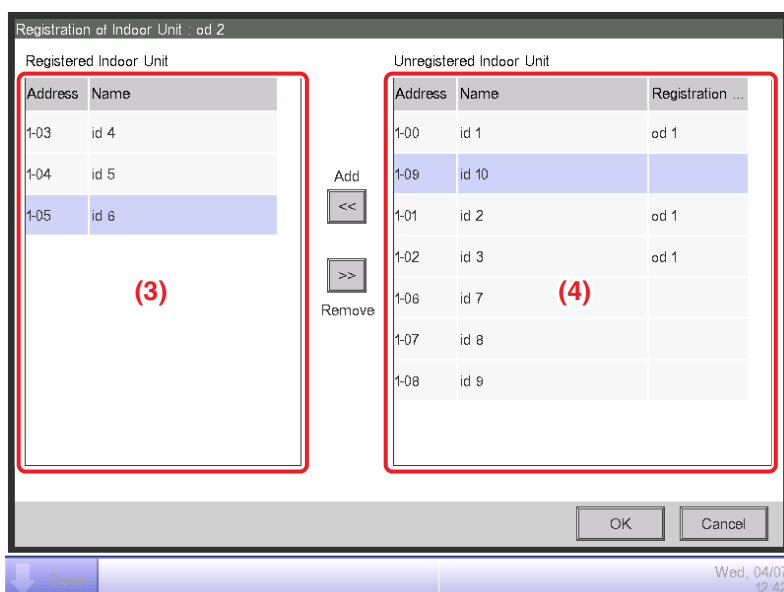 Registration of Indoor Unit : od 2
Registered Indoor Unit
Address Name
1-03 id 4
1-04 id 5
1-05 id 6
(3)
Add
<<
>>
Remove
Unregistered Indoor Unit
Address Name Registration ...
1-00 id 1 od 1
1-09 id 10
1-01 id 2 od 1
1-02 id 3 od 1
1-06 id 7
1-07 id 8
1-08 id 9
(4)
OK Cancel
Close
Wed, 04/07
12:42